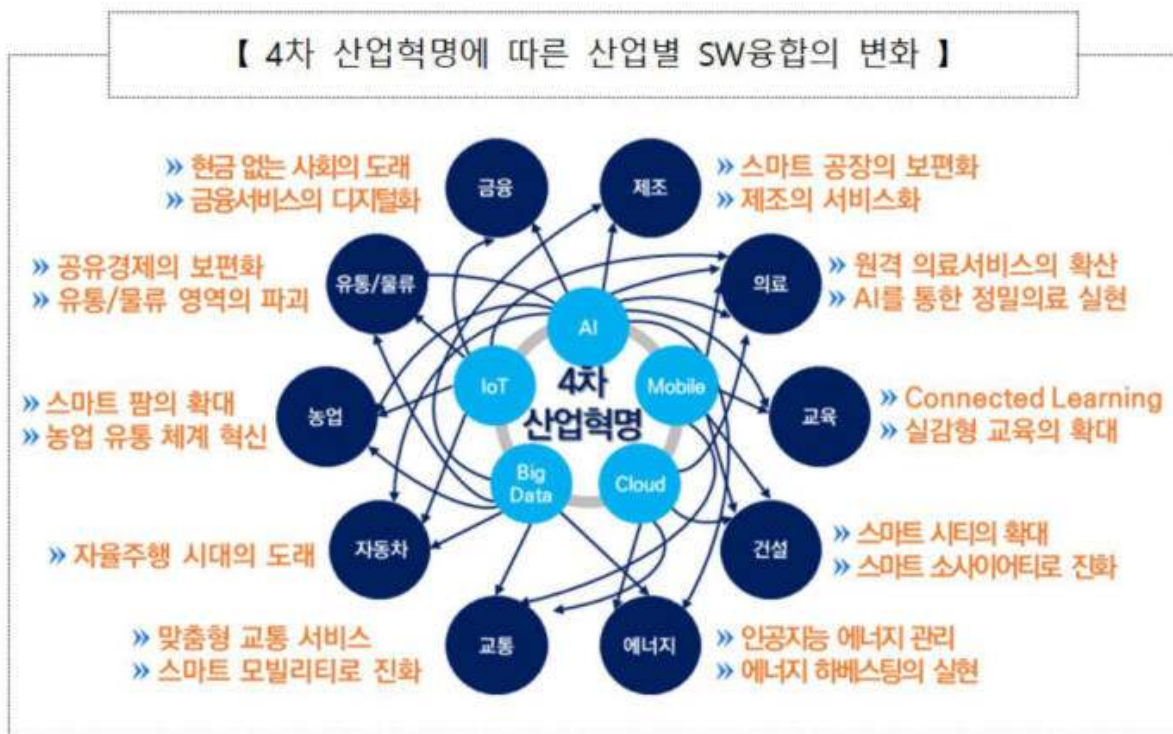 【 4차 산업혁명에 따른 산업별 SW융합의 변화 】
» 현금 없는 사회의 도래
» 금융서비스의 디지털화
금융
제조
» 스마트 공장의 보편화
» 제조의 서비스화
» 공유경제의 보편화
» 유통/물류 영역의 파괴
유통/물류
의료
» 원격 의료서비스의 확산
» AI를 통한 정밀의료 실현
AI
IoT
4차
산업혁명
Mobile
Big
Data
Cloud
» 스마트 팜의 확대
» 농업 유통 체계 혁신
농업
교육
» Connected Learning
» 실감형 교육의 확대
» 자율주행 시대의 도래
자동차
건설
» 스마트 시티의 확대
» 스마트 소사이어티로 진화
» 맞춤형 교통 서비스
» 스마트 모빌리티로 진화
교통
에너지
» 인공지능 에너지 관리
» 에너지 하베스팅의 실현